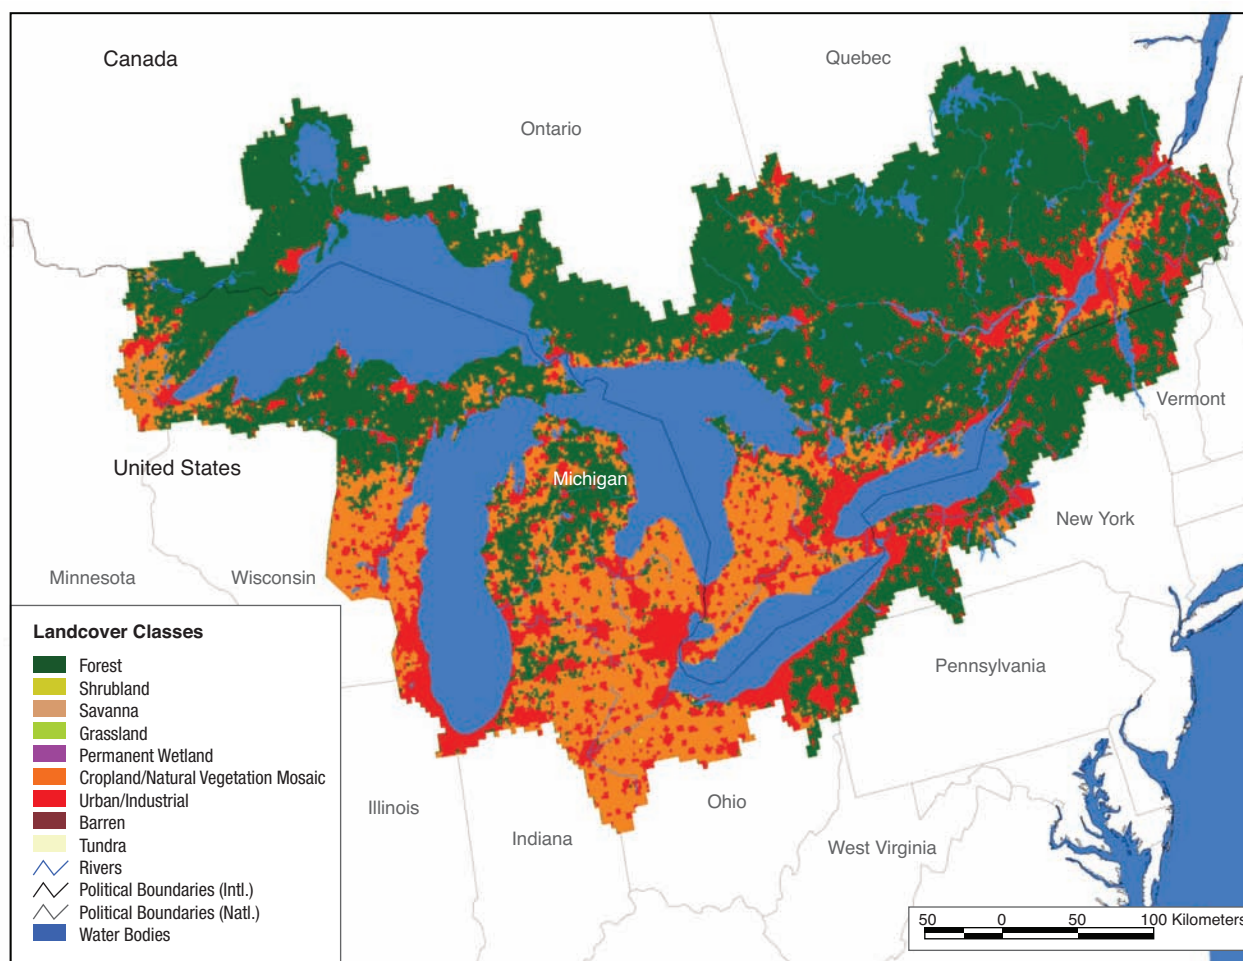 Canada
Quebec
Ontario
Vermont
United States
Michigan
New York
Minnesota
Wisconsin
Pennsylvania
Illinois
Indiana
Ohio
West Virginia
Landcover Classes
Forest
Shrubland
Savanna
Grassland
Permanent Wetland
Cropland/Natural Vegetation Mosaic
Urban/Industrial
Barren
Tundra
Rivers
Political Boundaries (Intl.)
Political Boundaries (Natl.)
Water Bodies
50 0 50 100 Kilometers